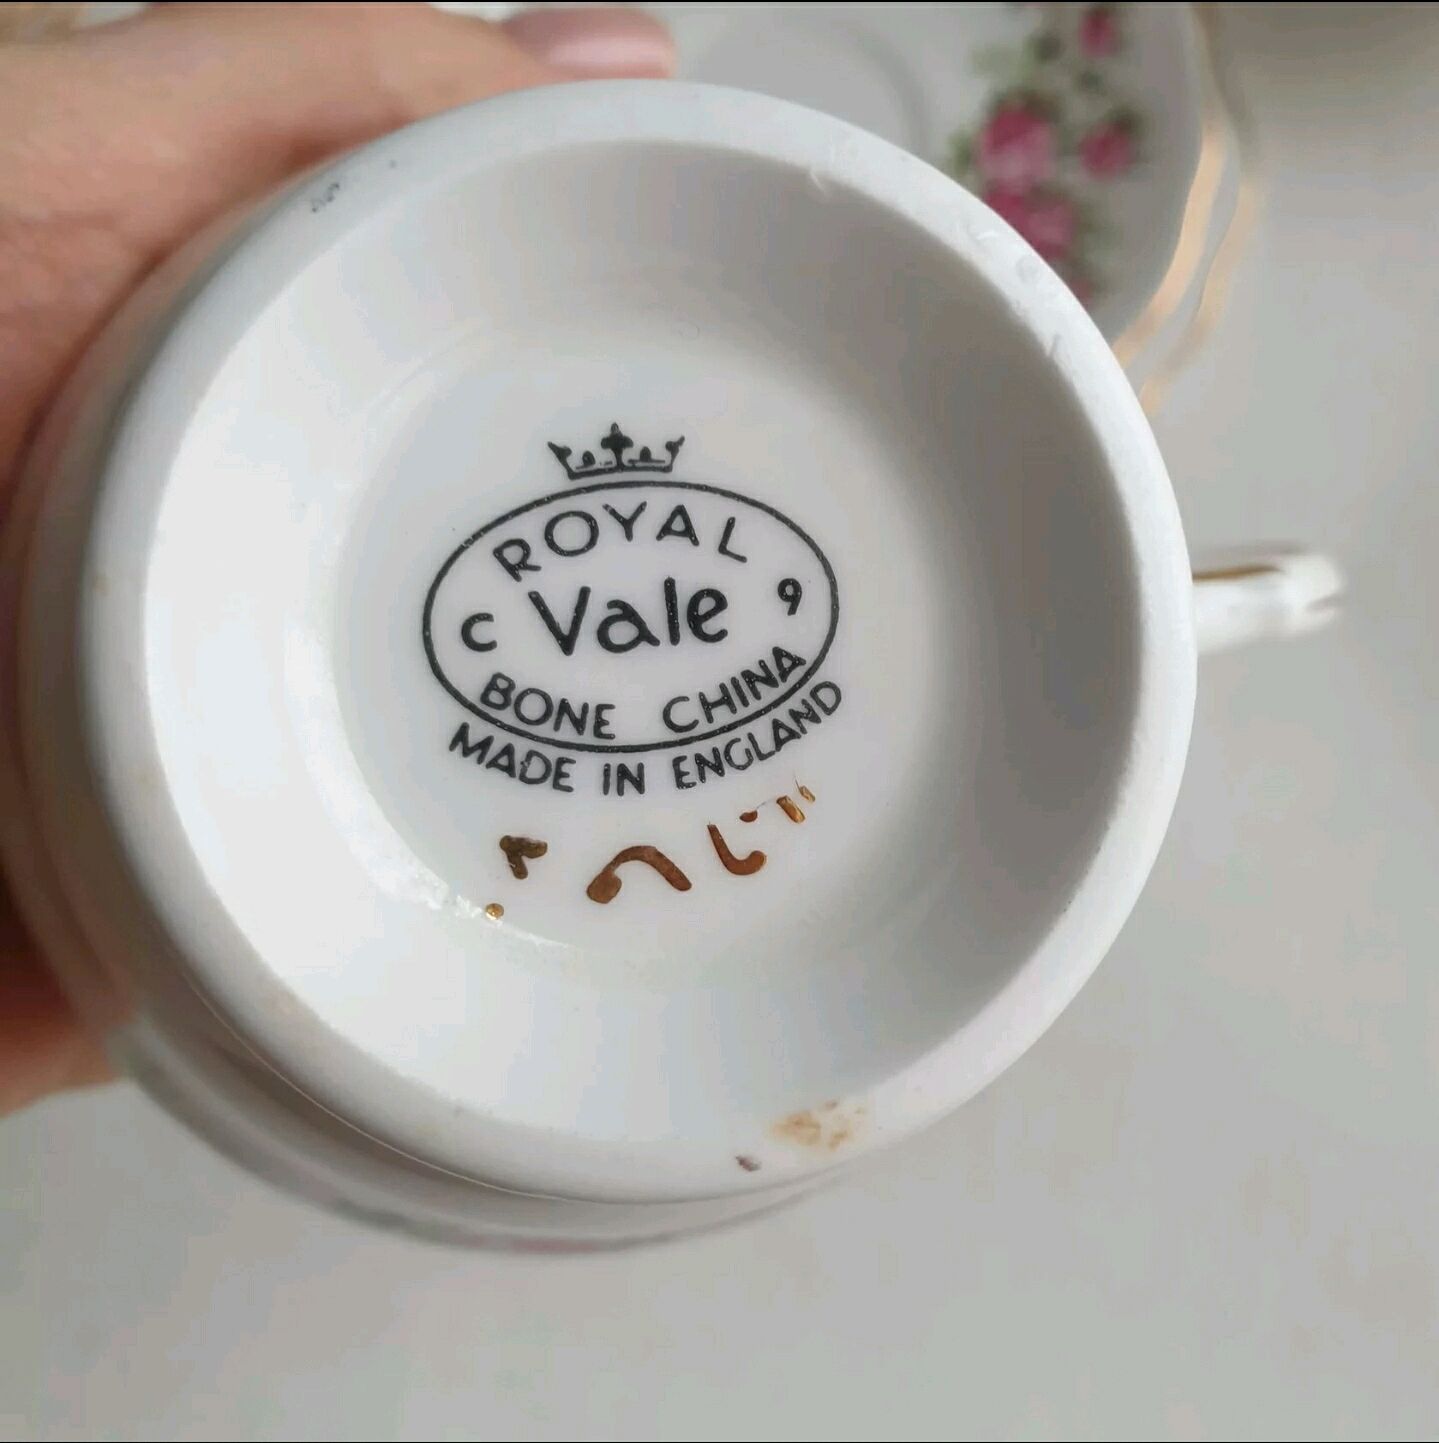 ROYAL
C Vale 9
BONE CHINA
MADE IN ENGLAND